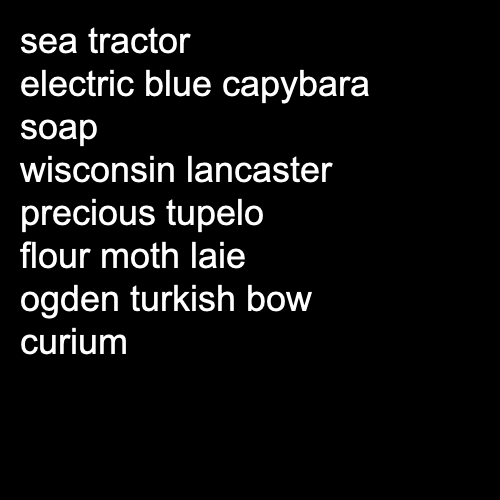 sea tractor
electric blue capybara
soap
wisconsin lancaster
precious tupelo
flour moth laie
ogden turkish bow
curium